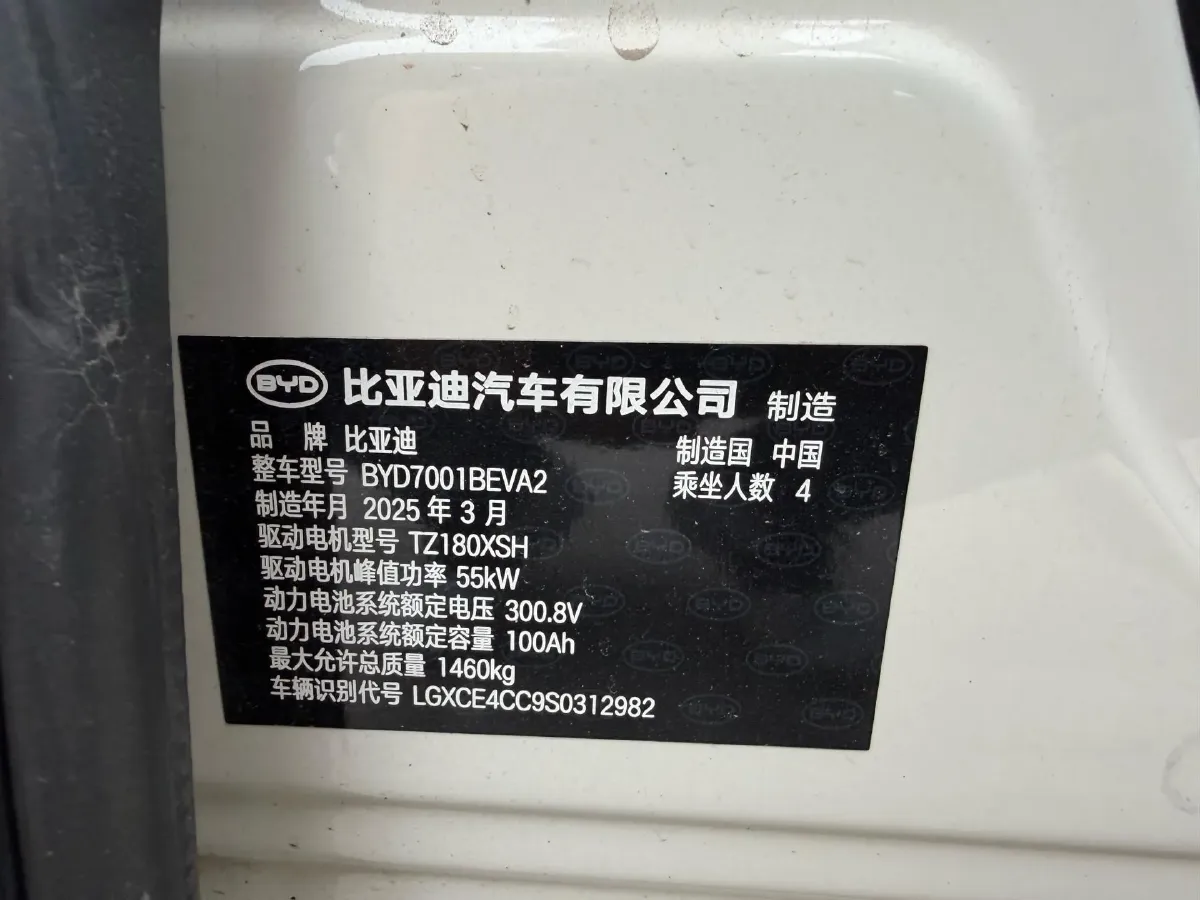 BYD 比亚迪汽车有限公司 制造
品 牌 比亚迪 制造国 中国
整车型号 BYD7001BEVA2 乘坐人数 4
制造年月 2025 年 3 月
驱动电机型号 TZ180XSH
驱动电机峰值功率 55kW
动力电池系统额定电压 300.8V
动力电池系统额定容量 100Ah
最大允许总质量 1460kg
车辆识别代号 LGXCE4CC9S0312982